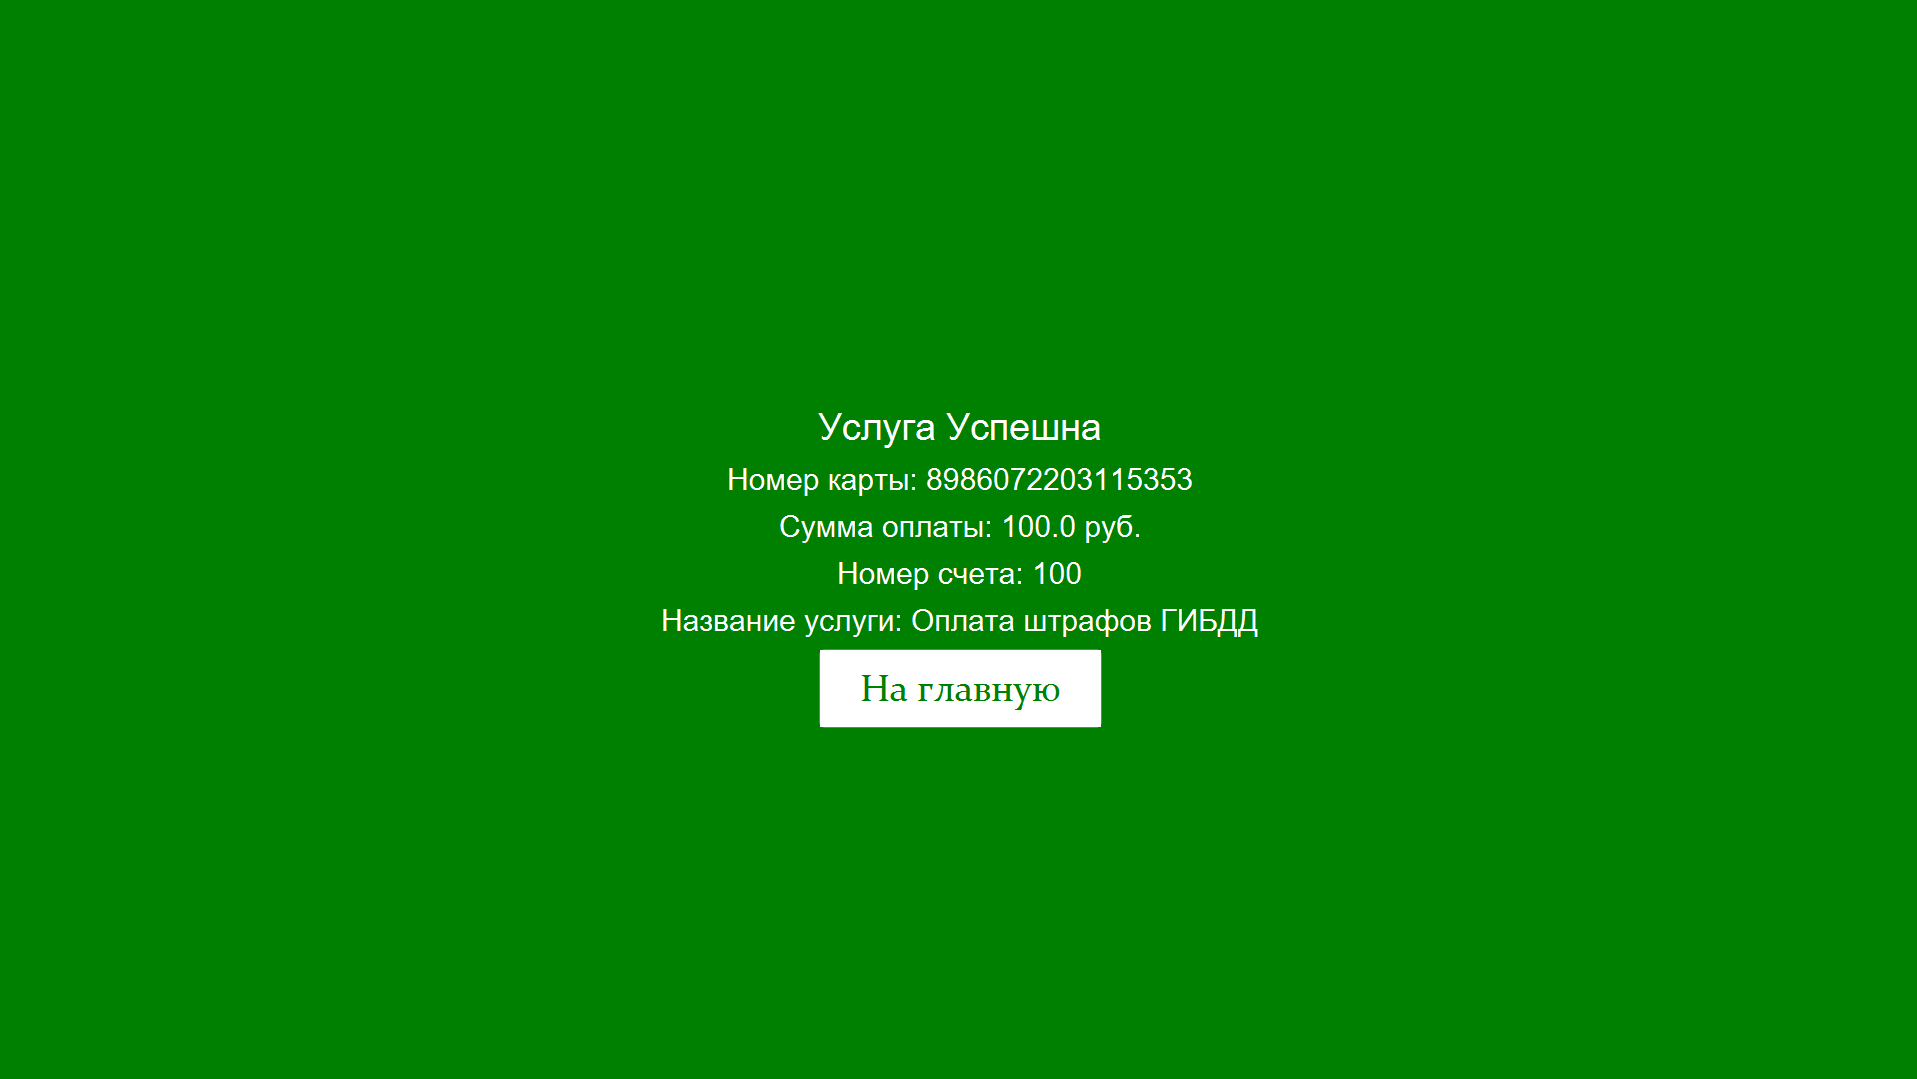 Услуга Успешна
Номер карты: 8986072203115353
Сумма оплаты: 100.0 руб.
Номер счета: 100
Название услуги: Оплата штрафов ГИБДД
На главную